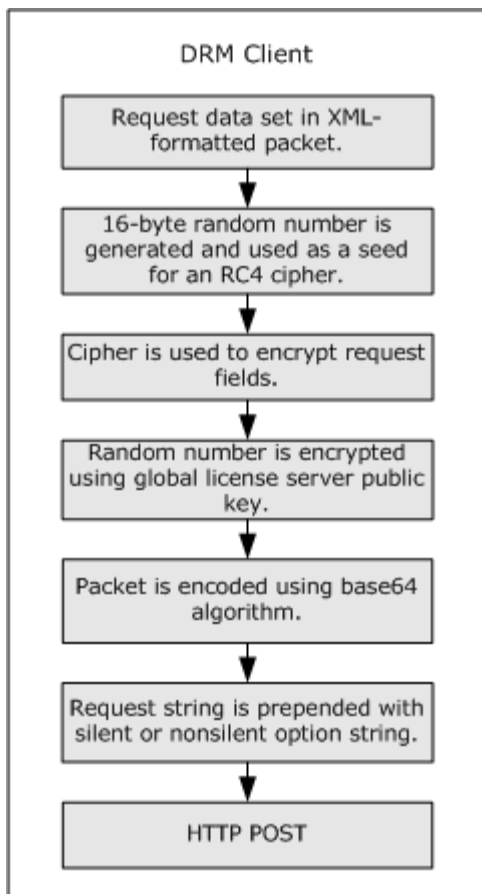 DRM Client
Request data set in XML-
formatted packet.
16-byte random number is
generated and used as a seed
for an RC4 cipher.
Cipher is used to encrypt request
fields.
Random number is encrypted
using global license server public
key.
Packet is encoded using base64
algorithm.
Request string is prepended with
silent or nonsilent option string.
HTTP POST